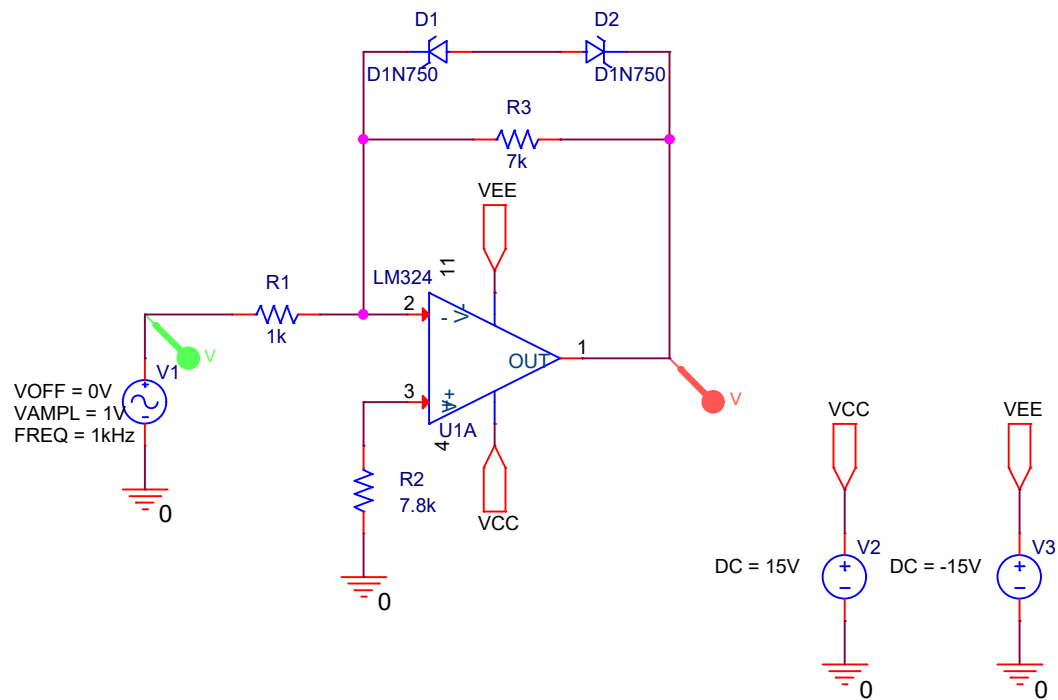 D1
D2
D1N750
D1N750
R3
7k
VEE
LM324
11
R1
1k
2
-
V-
OUT
1
V
V1
VOFF = 0V
VAMPL = 1V
FREQ = 1kHz
3
+
V+
U1A
4
V
R2
7.8k
VCC
0
0
VCC
VEE
V2
V3
DC = 15V
DC = -15V
+
−
+
−
0
0